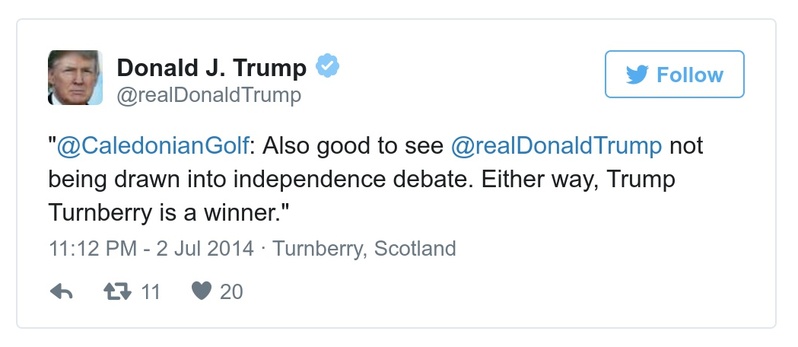 Donald J. Trump
@realDonaldTrump
Follow
"@CaledonianGolf: Also good to see @realDonaldTrump not
being drawn into independence debate. Either way, Trump
Turnberry is a winner."
11:12 PM - 2 Jul 2014 · Turnberry, Scotland
11 20